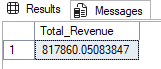 Results Messages
Total_Revenue
1 817860.05083847